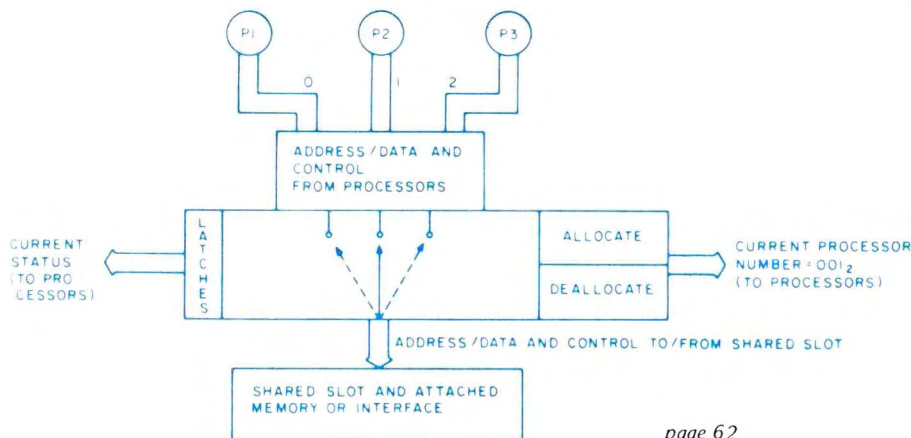 P1
P2
P3
0
1
2
ADDRESS/DATA AND
CONTROL
FROM PROCESSORS
LATCHES
CURRENT
STATUS
(TO PRO
CESSORS)
ALLOCATE
DEALLOCATE
CURRENT PROCESSOR
NUMBER=001₂
(TO PROCESSORS)
ADDRESS/DATA AND CONTROL TO/FROM SHARED SLOT
SHARED SLOT AND ATTACHED
MEMORY OR INTERFACE
page 62